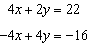 4x + 2y = 22
−4x + 4y = −16